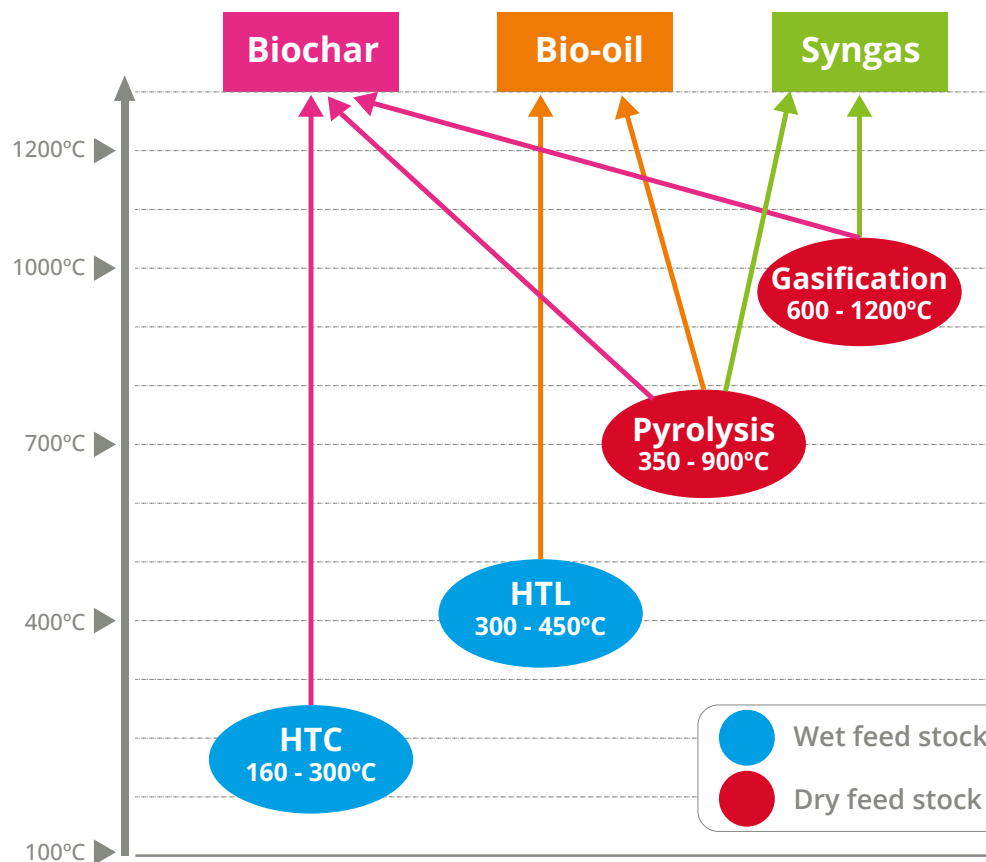 Biochar
Bio-oil
Syngas
1200ºC
1000ºC
Gasification
600 - 1200ºC
700ºC
Pyrolysis
350 - 900ºC
400ºC
HTL
300 - 450ºC
HTC
160 - 300ºC
Wet feed stock
Dry feed stock
100ºC